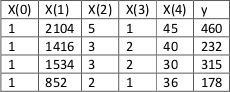 X(0) X(1) X(2) X(3) X(4) y
1 2104 5 1 45 460
1 1416 3 2 40 232
1 1534 3 2 30 315
1 852 2 1 36 178